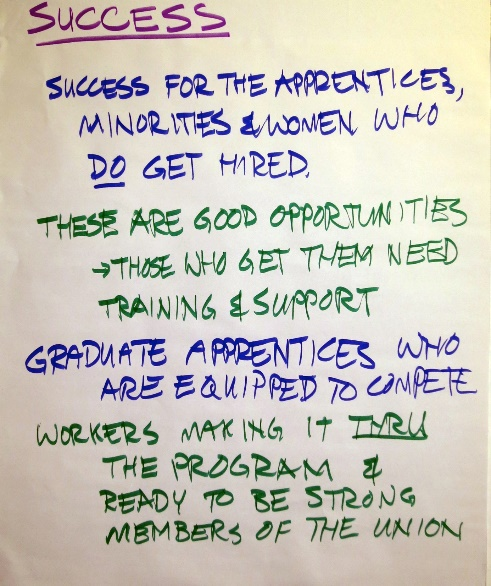 SUCCESS
SUCCESS FOR THE APPRENTICES,
MINORITIES & WOMEN WHO
DO GET HIRED.
THESE ARE GOOD OPPORTUNITIES
→THOSE WHO GET THEM NEED
TRAINING & SUPPORT
GRADUATE APPRENTICES WHO
ARE EQUIPPED TO COMPETE
WORKERS MAKING IT THRU
THE PROGRAM &
READY TO BE STRONG
MEMBERS OF THE UNION